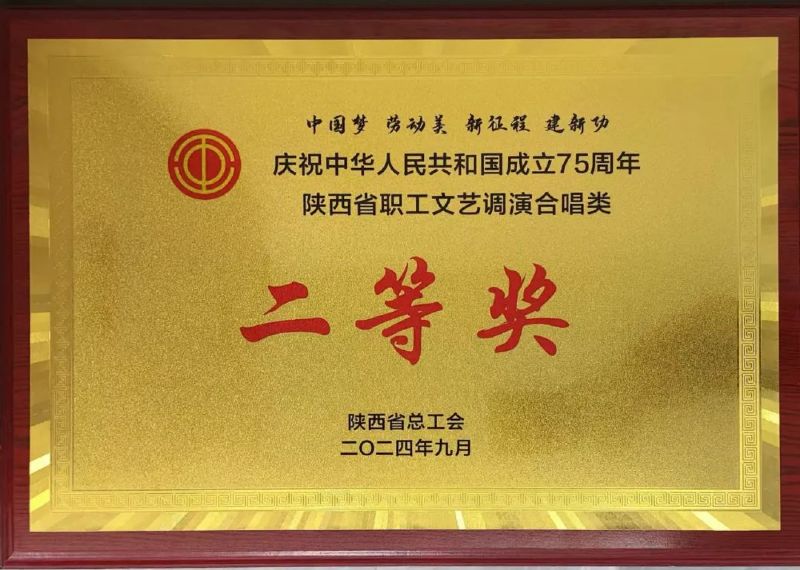 中国梦 劳动美 新征程 建新功
庆祝中华人民共和国成立75周年
陕西省职工文艺调演合唱类
二等奖
陕西省总工会
二〇二四年九月